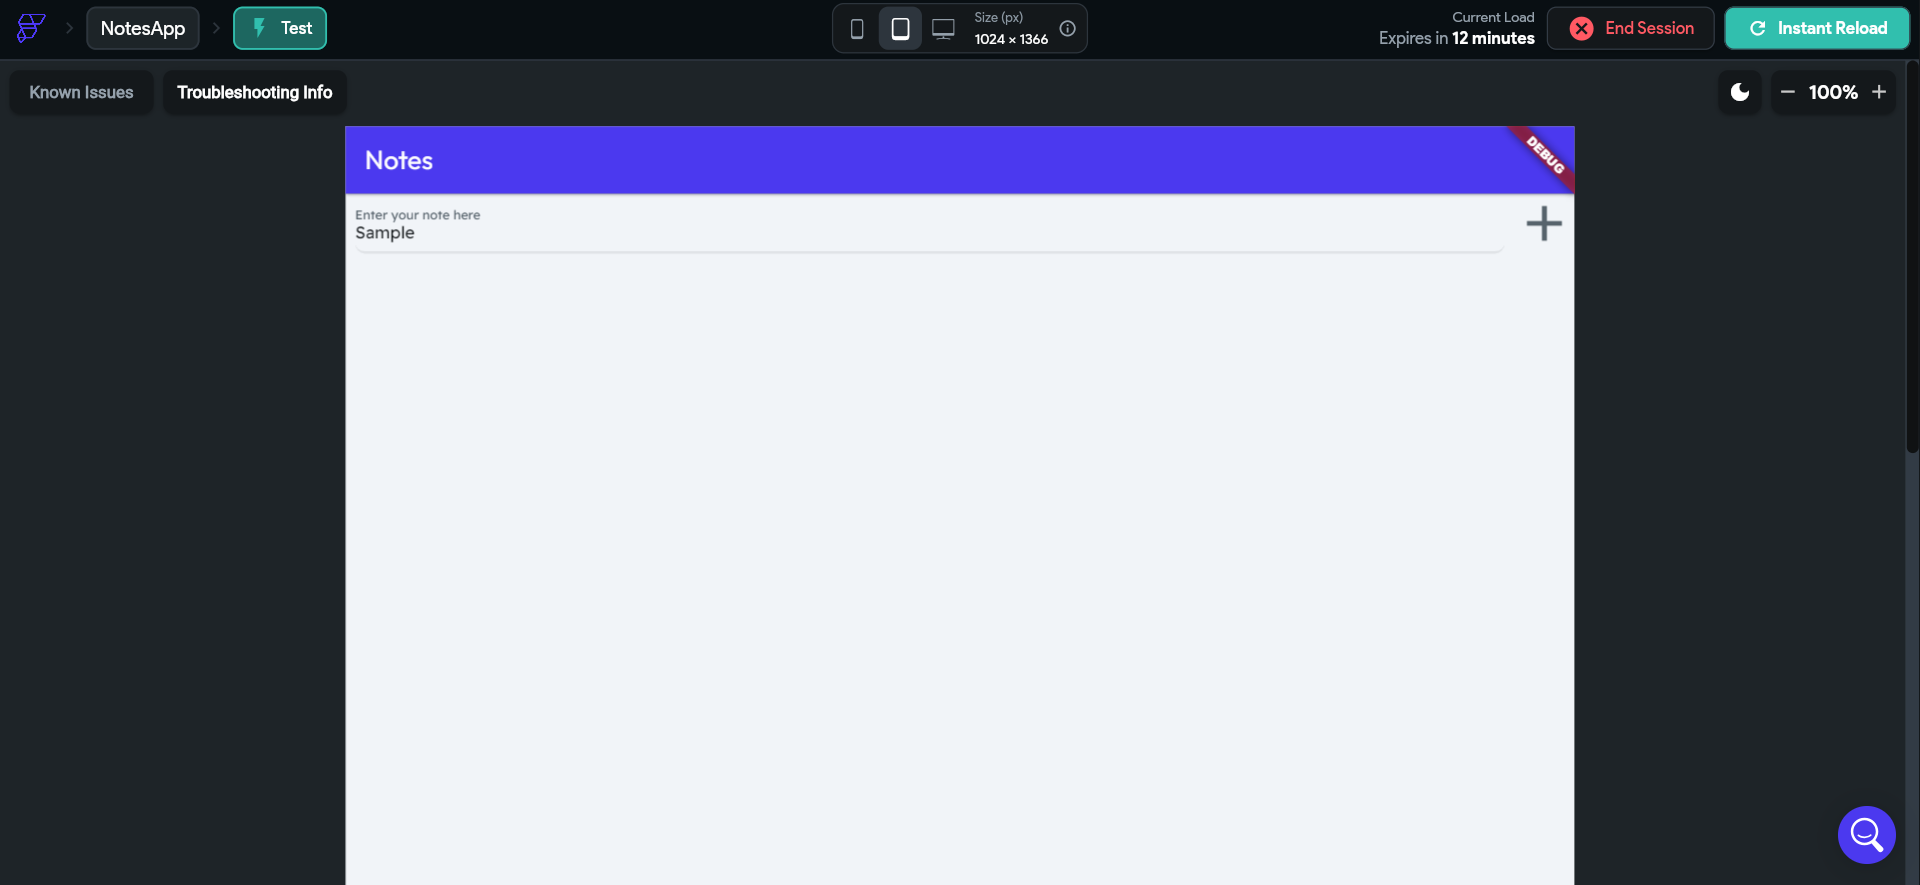 NotesApp
Test
Size (px)
1024 × 1366
Current Load
Expires in 12 minutes
End Session
Instant Reload
Known Issues
Troubleshooting Info
100%
Notes
DEBUG
Enter your note here
Sample